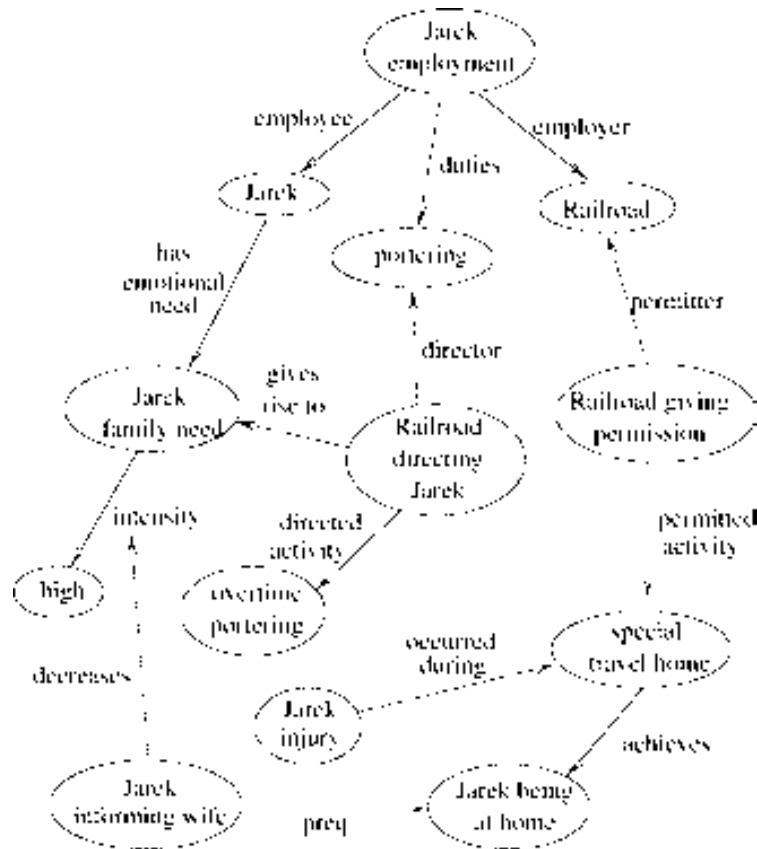 Jarek
employment
employee
employer
duties
Jarek
Railroad
portering
has
emotional
need
permitter
director
gives
rise to
Jarek
family need
Railroad giving
permission
Railroad
directing
Jarek
intensity
directed
activity
permitted
activity
high
overtime
portering
special
travel home
occurred
during
decreases
Jarek
injury
achieves
Jarek
informing wife
preq
Jarek being
at home